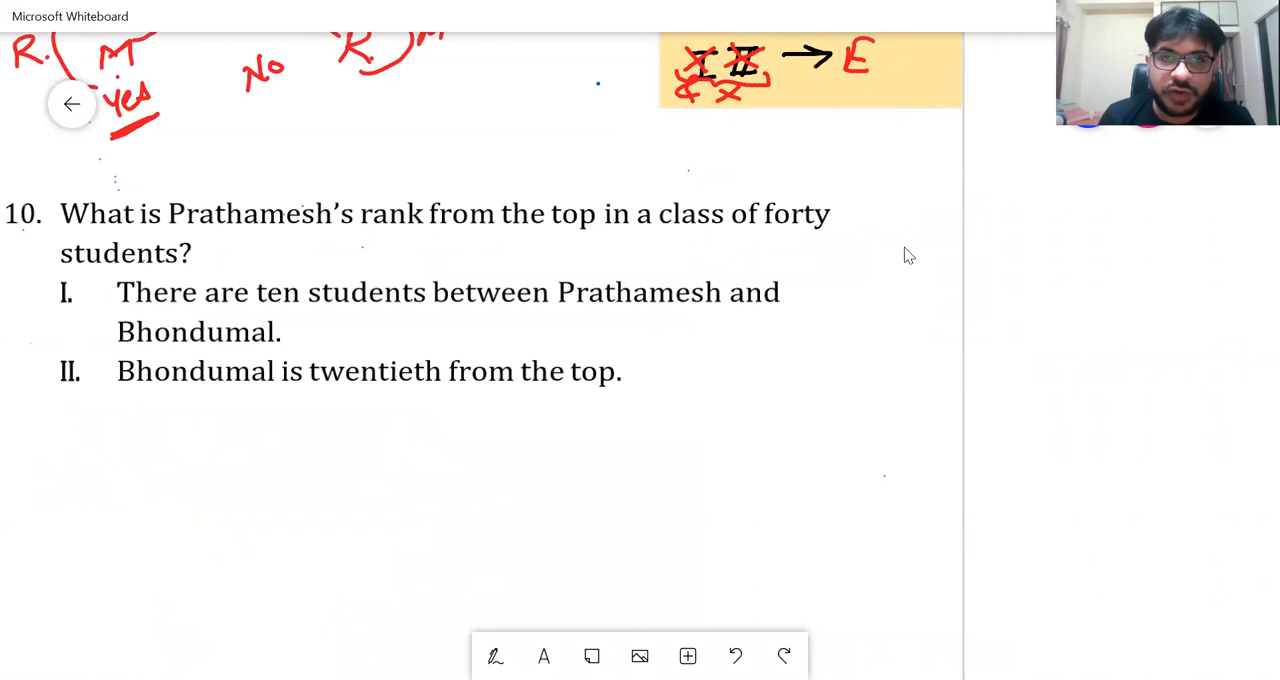 Microsoft Whiteboard
R. ( M No R. ) M
Yes
I II → E
& x
10. What is Prathamesh's rank from the top in a class of forty
students?
I. There are ten students between Prathamesh and
Bhondumal.
II. Bhondumal is twentieth from the top.
A